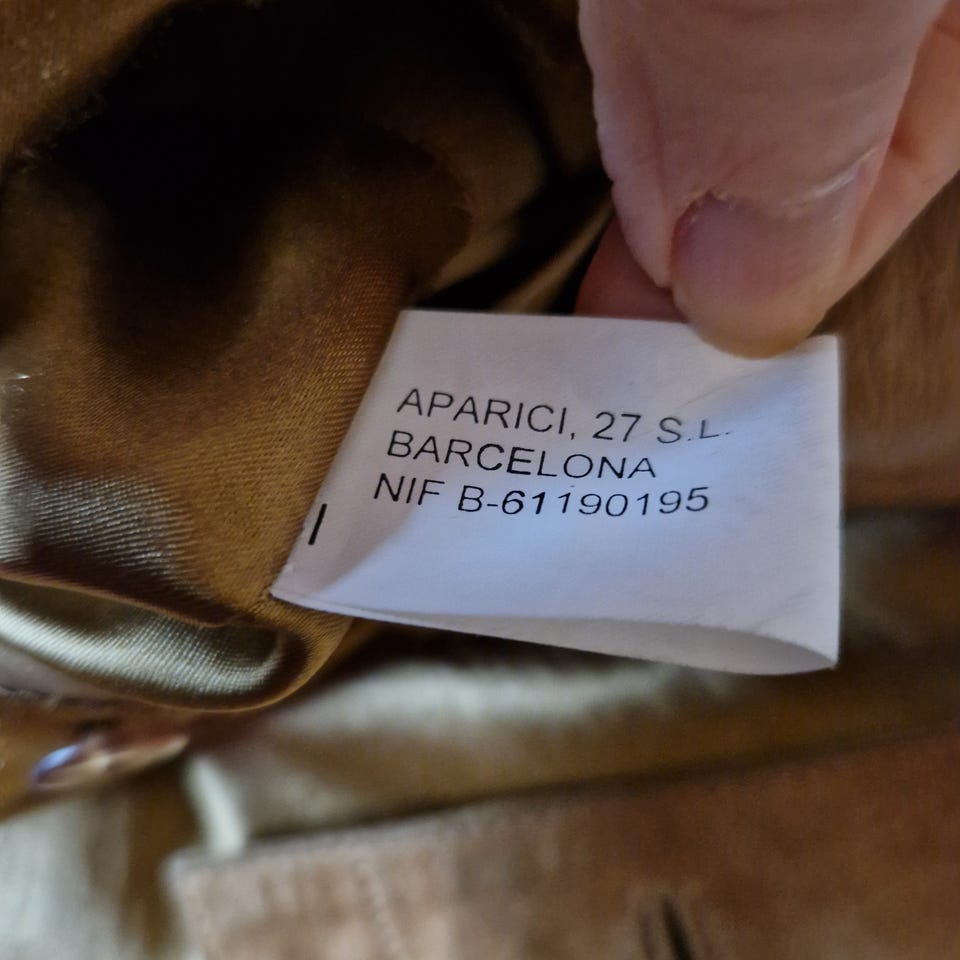 APARICI, 27 S.L.
BARCELONA
NIF B-61190195